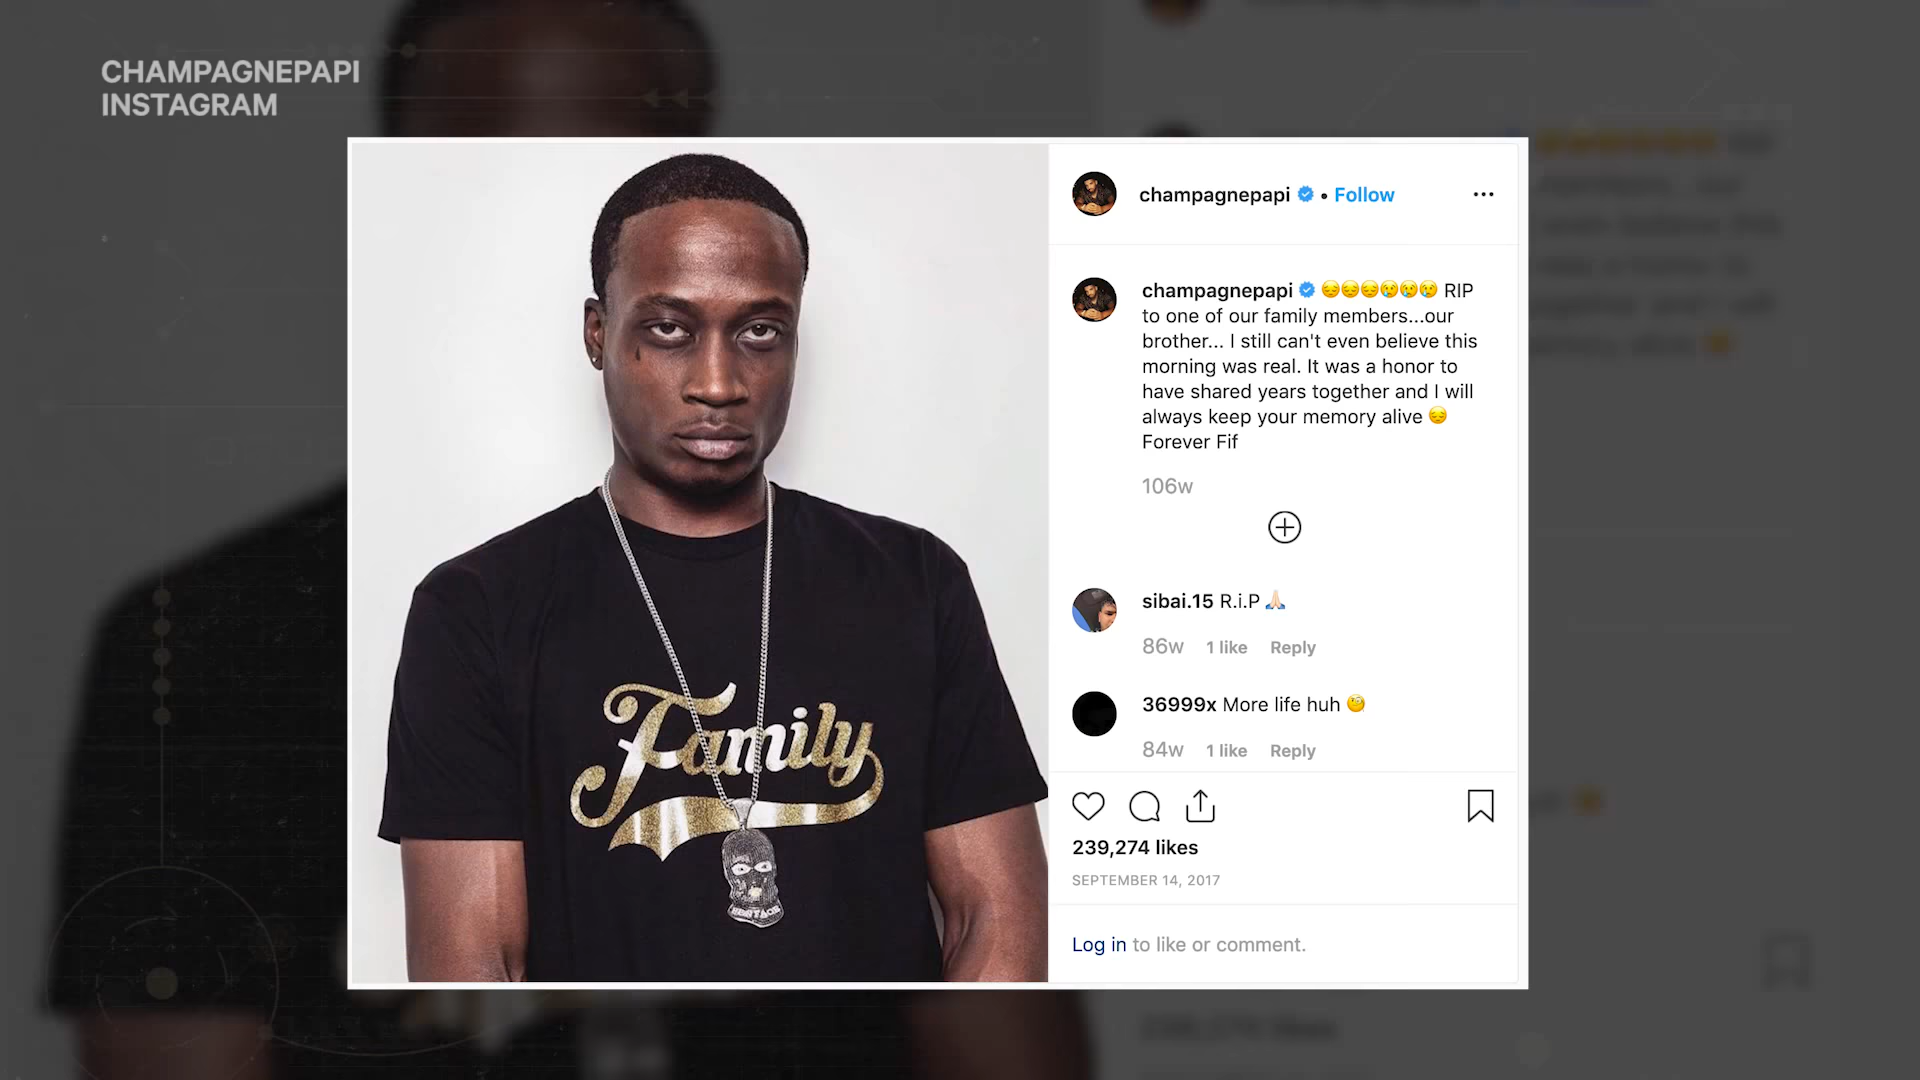 CHAMPAGNEPAPI
INSTAGRAM
champagnepapi • Follow
champagnepapi 😔😔😔😢😢😢 RIP
to one of our family members...our
brother... I still can't even believe this
morning was real. It was a honor to
have shared years together and I will
always keep your memory alive 😔
Forever Fif
106w
sibai.15 R.i.P 🙏🏻
86w 1 like Reply
36999x More life huh 🧐
84w 1 like Reply
239,274 likes
SEPTEMBER 14, 2017
Log in to like or comment.
Family